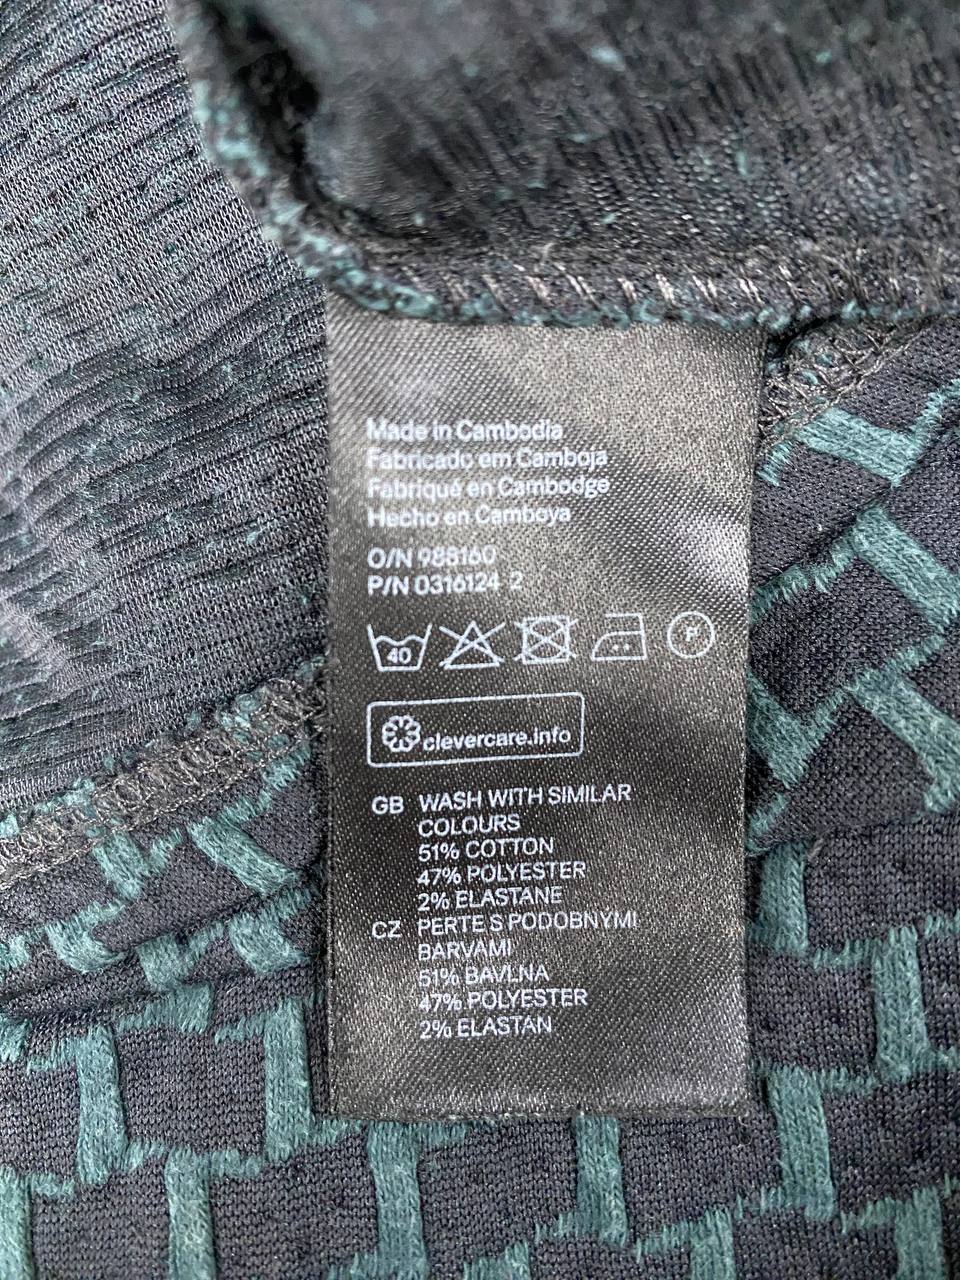 Made in Cambodia
Fabricado em Camboja
Fabriqué en Cambodge
Hecho en Camboya
O/N 988160
P/N 0316124 2
40 P
clevercare.info
GB WASH WITH SIMILAR
COLOURS
51% COTTON
47% POLYESTER
2% ELASTANE
CZ PERTE S PODOBNYMI
BARVAMI
51% BAVLNA
47% POLYESTER
2% ELASTAN